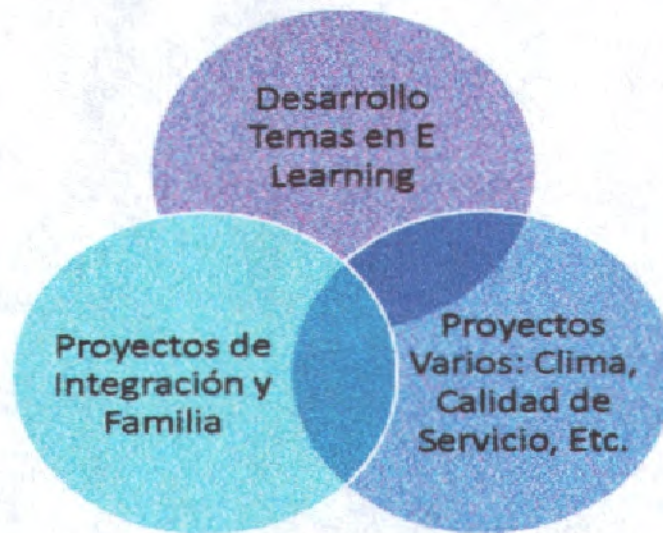 Desarrollo
Temas en E
Learning
Proyectos de
Integración y
Familia
Proyectos
Varios: Clima,
Calidad de
Servicio, Etc.